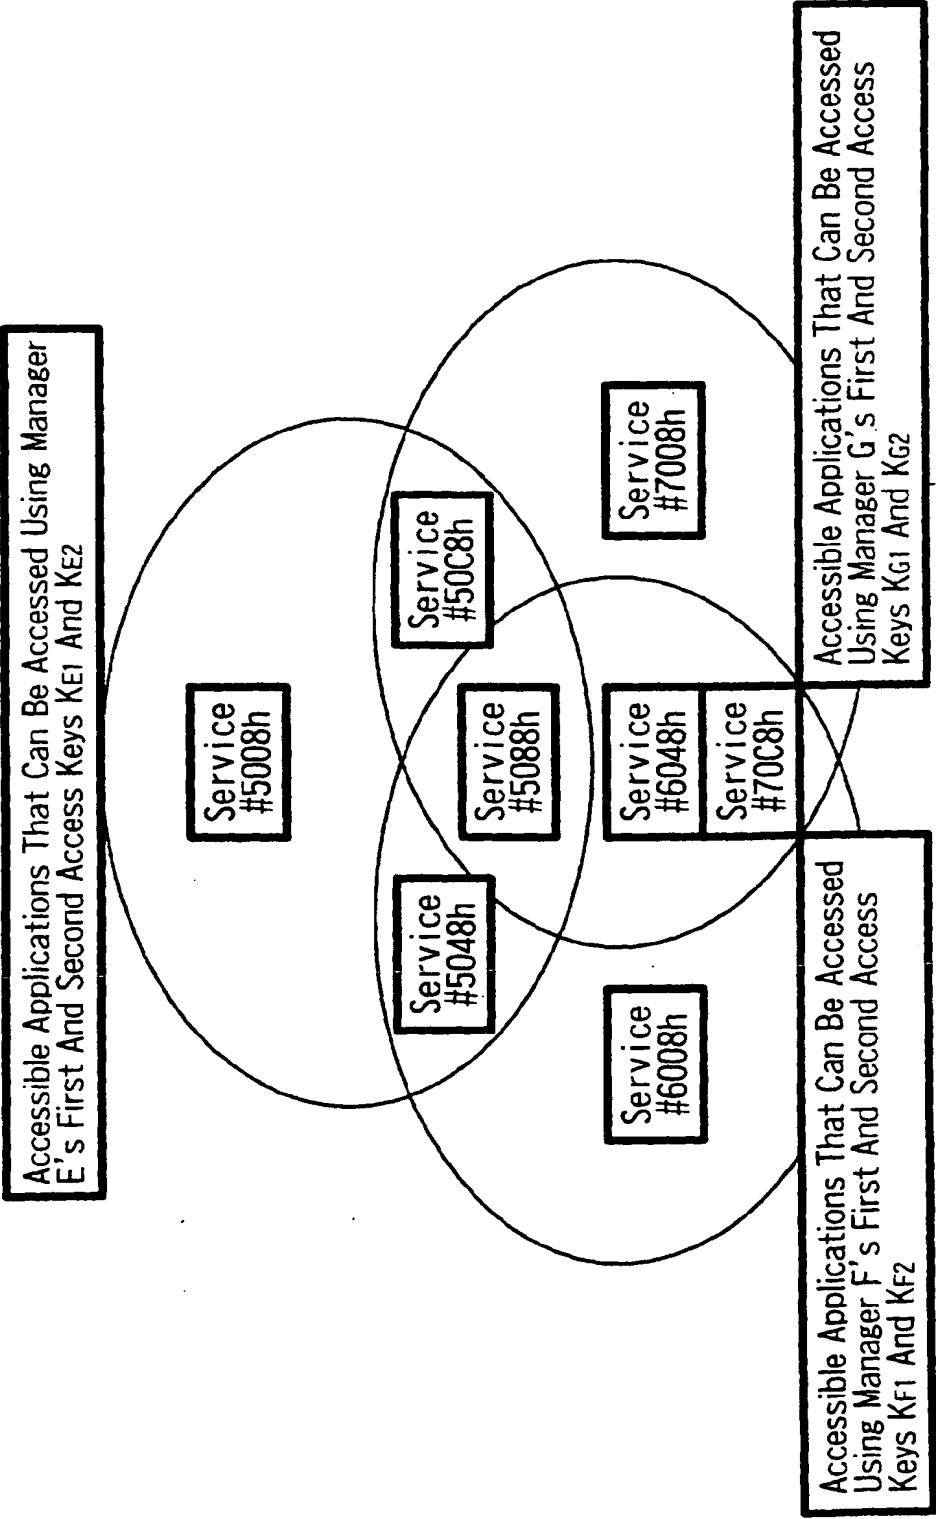 Accessible Applications That Can Be Accessed Using Manager
E's First And Second Access Keys KE1 And KE2
Service
#5008h
Service
#5048h
Service
#50C8h
Service
#5088h
Service
#6008h
Service
#6048h
Service
#7008h
Service
#70C8h
Accessible Applications That Can Be Accessed
Using Manager F's First And Second Access
Keys KF1 And KF2
Accessible Applications That Can Be Accessed
Using Manager G's First And Second Access
Keys KG1 And KG2